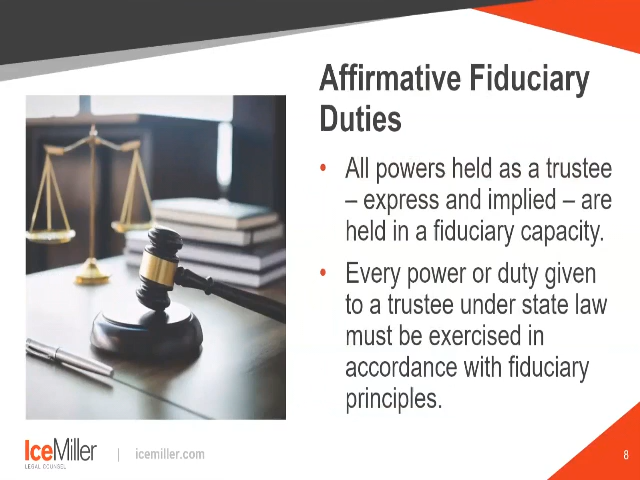 Affirmative Fiduciary
Duties
• All powers held as a trustee
– express and implied – are
held in a fiduciary capacity.
• Every power or duty given
to a trustee under state law
must be exercised in
accordance with fiduciary
principles.
IceMiller
LEGAL COUNSEL
| icemiller.com
8